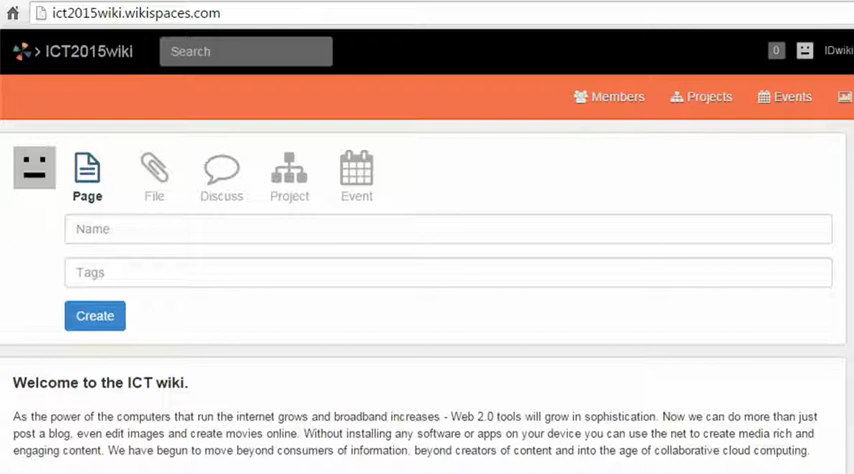 ict2015wiki.wikispaces.com
> ICT2015wiki Search 0 IDwiki
Members Projects Events
Page File Discuss Project Event
Name
Tags
Create
Welcome to the ICT wiki.
As the power of the computers that run the internet grows and broadband increases - Web 2.0 tools will grow in sophistication. Now we can do more than just
post a blog, even edit images and create movies online. Without installing any software or apps on your device you can use the net to create media rich and
engaging content. We have begun to move beyond consumers of information, beyond creators of content and into the age of collaborative cloud computing.